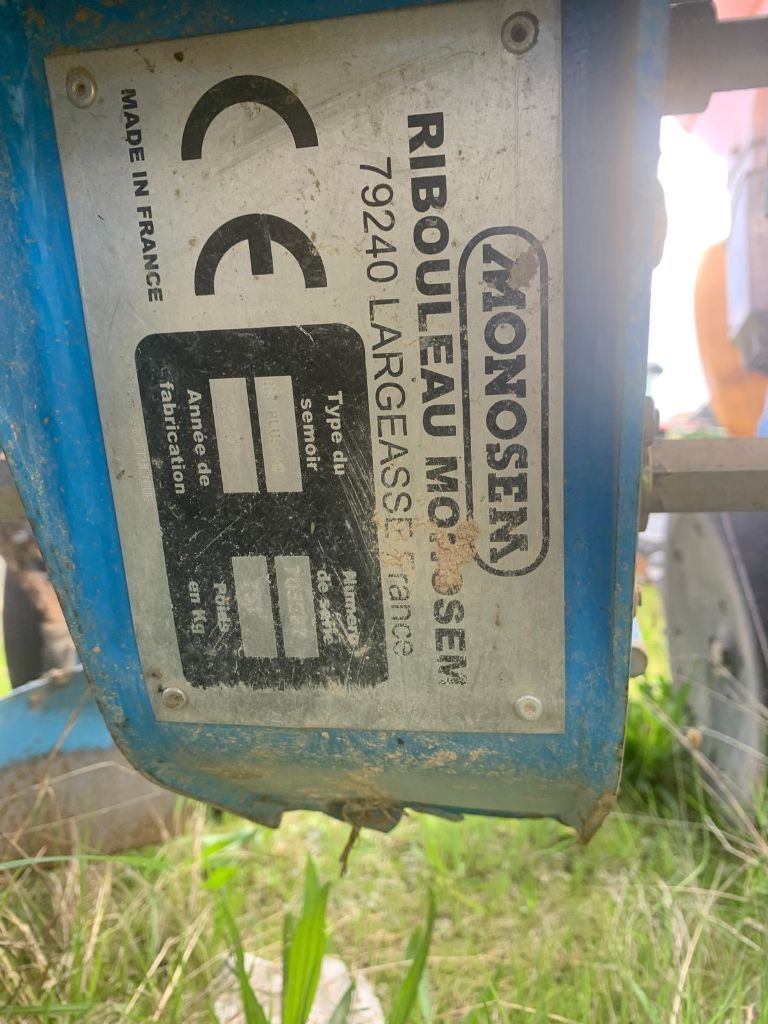 MONOSEM
RIBOULEAU MONOSEM
79240 LARGEASSE France
CE
MADE IN FRANCE
Type du
semoir
PLUS
Numéro
de série
Année de
fabrication
Poids
en Kg